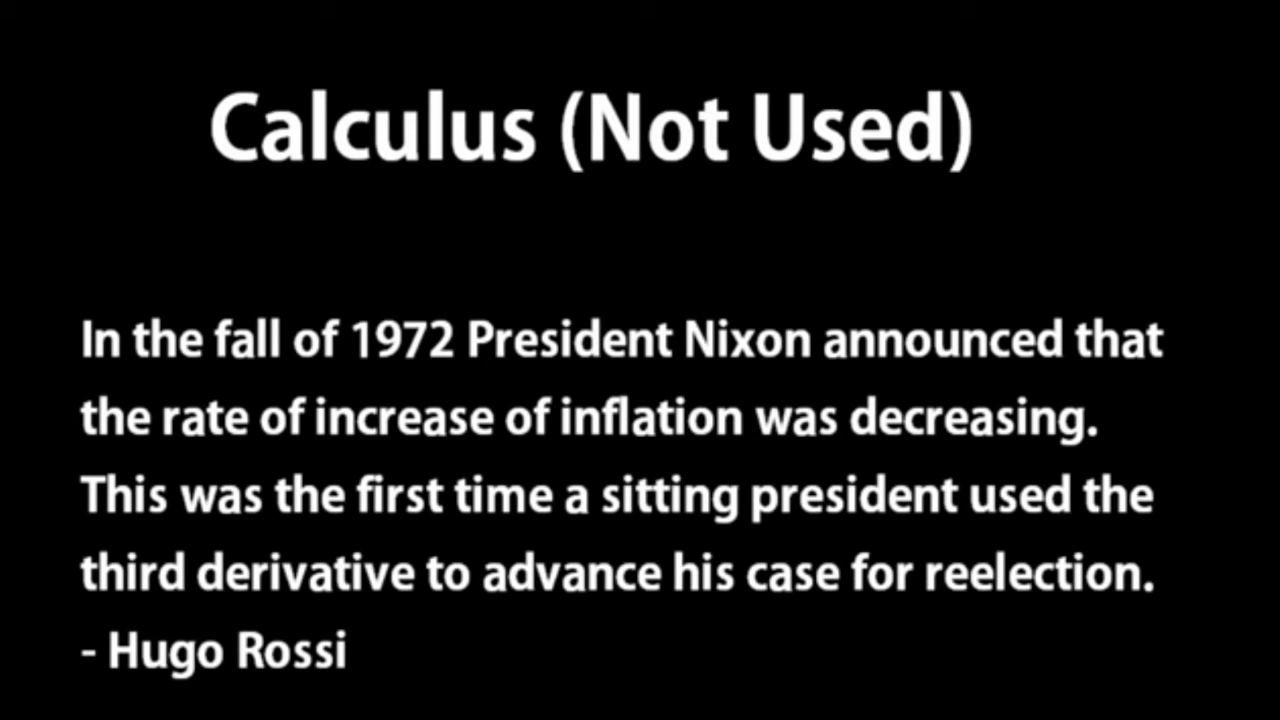 Calculus (Not Used)
In the fall of 1972 President Nixon announced that
the rate of increase of inflation was decreasing.
This was the first time a sitting president used the
third derivative to advance his case for reelection.
- Hugo Rossi